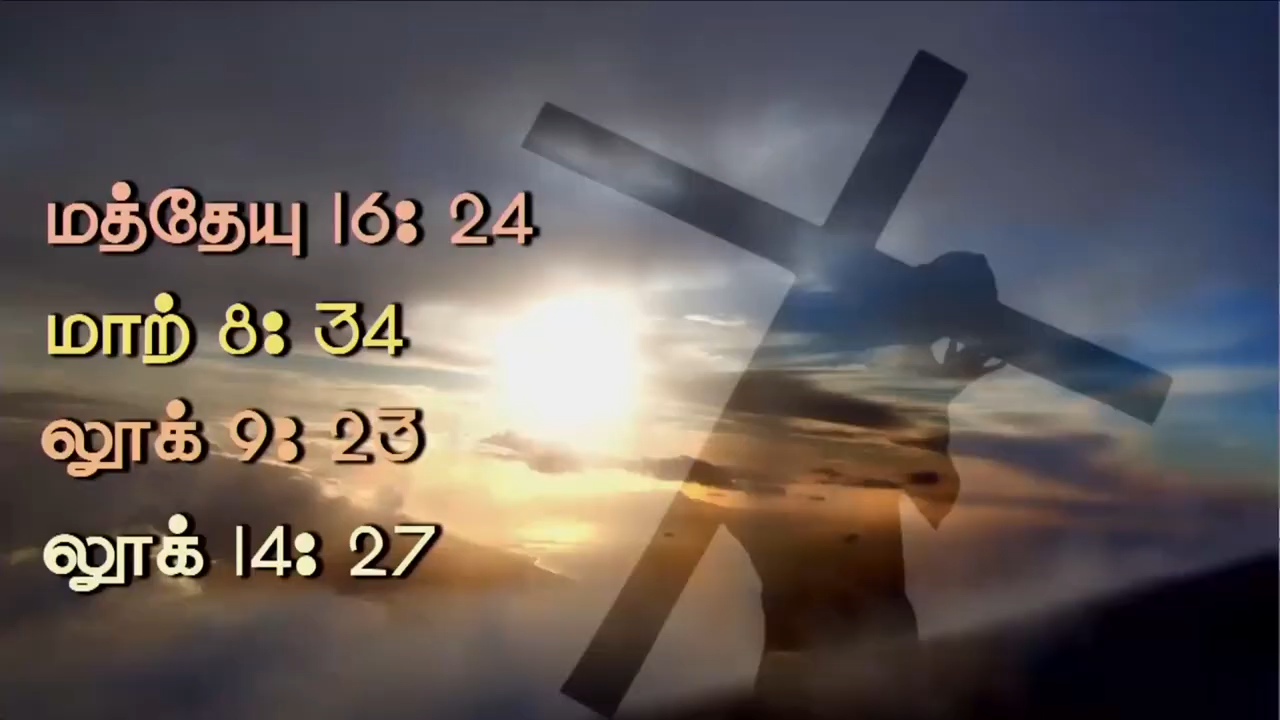 மத்தேயு 16: 24
மாற் 8: 34
லூக் 9: 23
லூக் 14: 27